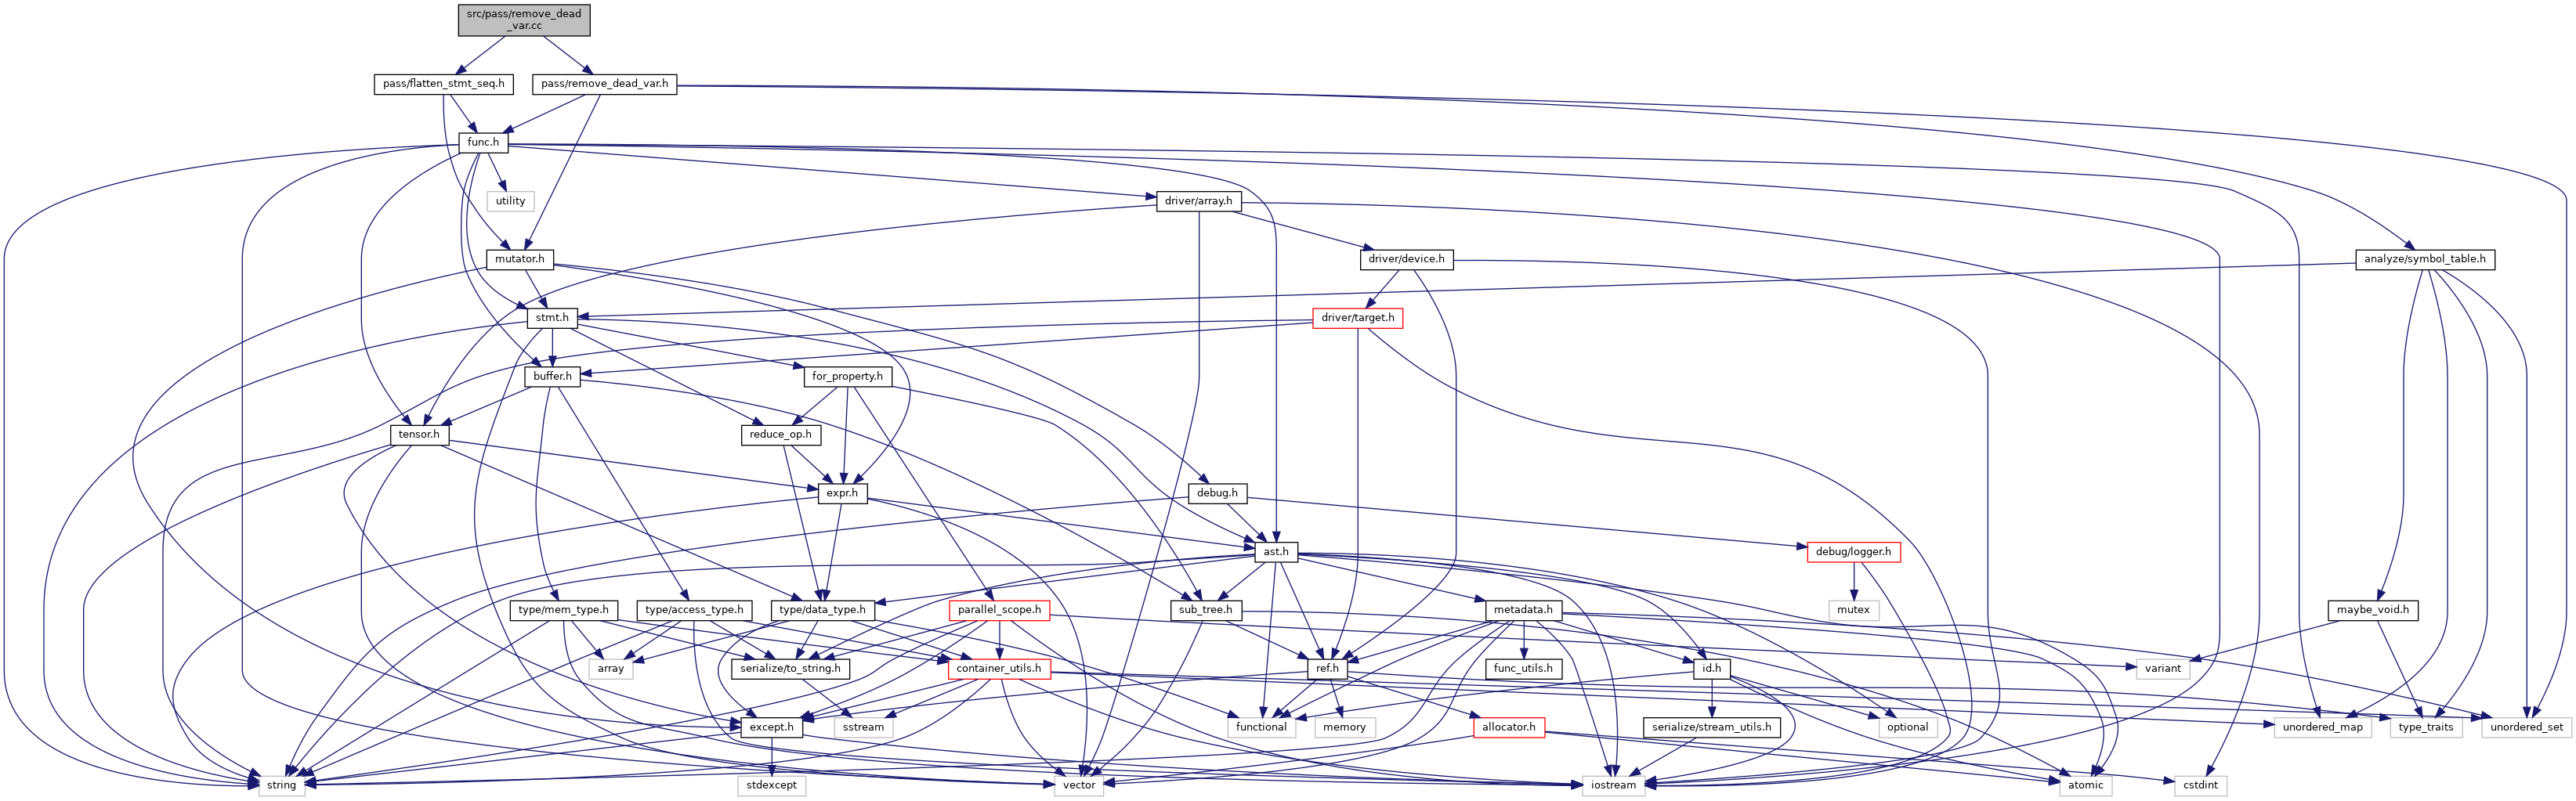 src/pass/remove_dead
_var.cc
pass/flatten_stmt_seq.h
pass/remove_dead_var.h
func.h
utility
driver/array.h
mutator.h
driver/device.h
analyze/symbol_table.h
stmt.h
driver/target.h
buffer.h
for_property.h
tensor.h
reduce_op.h
expr.h
debug.h
ast.h
debug/logger.h
type/mem_type.h
type/access_type.h
type/data_type.h
parallel_scope.h
sub_tree.h
metadata.h
mutex
maybe_void.h
array
serialize/to_string.h
container_utils.h
ref.h
func_utils.h
id.h
variant
except.h
sstream
functional
memory
allocator.h
serialize/stream_utils.h
optional
unordered_map
type_traits
unordered_set
string
stdexcept
vector
iostream
atomic
cstdint